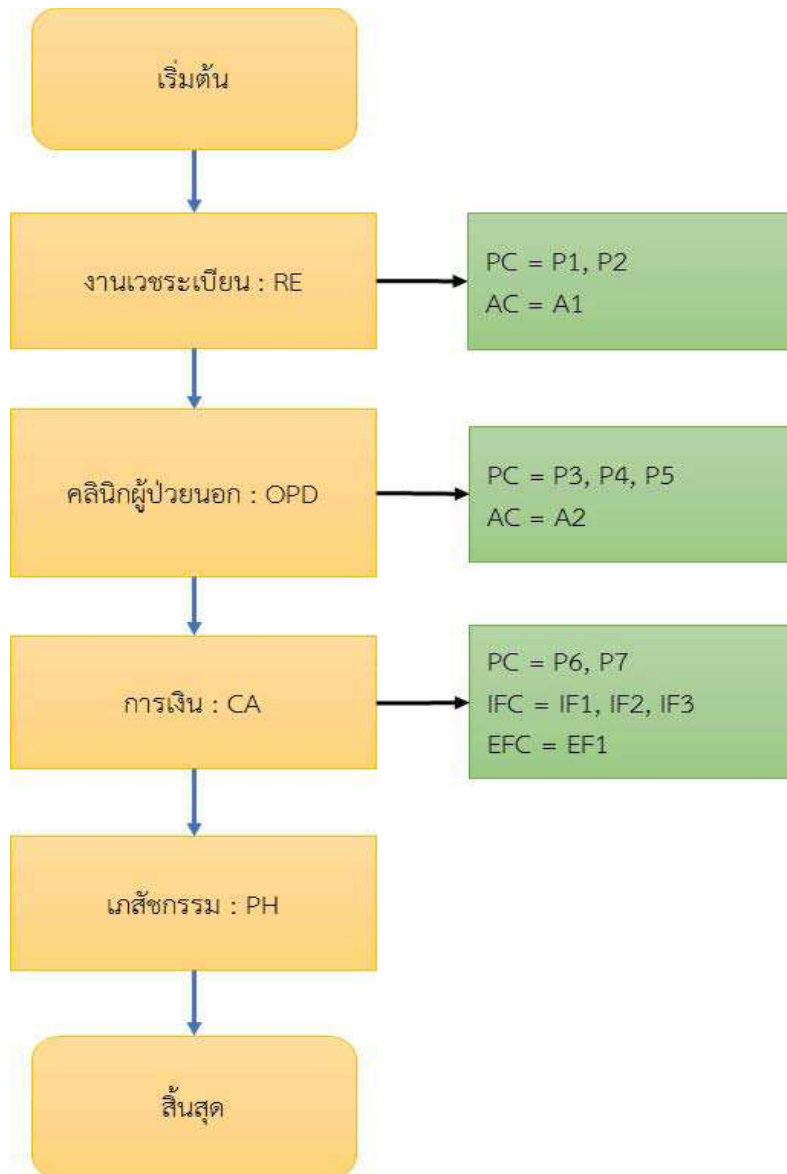 เริ่มต้น
งานเวชระเบียน : RE
PC = P1, P2
AC = A1
คลินิกผู้ป่วยนอก : OPD
PC = P3, P4, P5
AC = A2
การเงิน : CA
PC = P6, P7
IFC = IF1, IF2, IF3
EFC = EF1
เภสัชกรรม : PH
สิ้นสุด